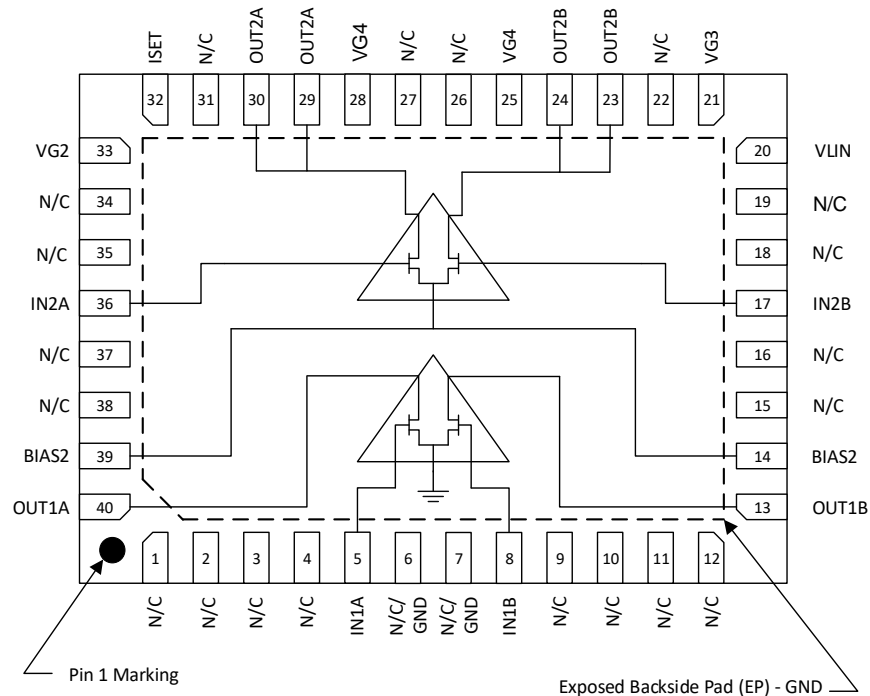 ISET
N/C
OUT2A
OUT2A
VG4
N/C
N/C
VG4
OUT2B
OUT2B
N/C
VG3
32
31
30
29
28
27
26
25
24
23
22
21
VG2
33
20
VLIN
N/C
34
19
N/C
N/C
35
18
N/C
IN2A
36
17
IN2B
N/C
37
16
N/C
N/C
38
15
N/C
BIAS2
39
14
BIAS2
OUT1A
40
13
OUT1B
1
2
3
4
5
6
7
8
9
10
11
12
N/C
N/C
N/C
N/C
IN1A
N/C/
GND
N/C/
GND
IN1B
N/C
N/C
N/C
N/C
Pin 1 Marking
Exposed Backside Pad (EP) - GND